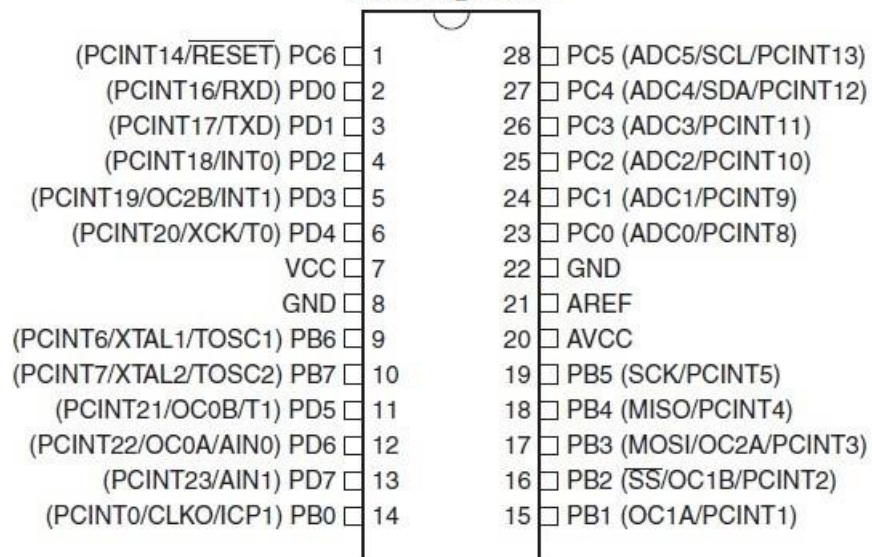 (PCINT14/RESET) PC6 1 28 PC5 (ADC5/SCL/PCINT13)
(PCINT16/RXD) PD0 2 27 PC4 (ADC4/SDA/PCINT12)
(PCINT17/TXD) PD1 3 26 PC3 (ADC3/PCINT11)
(PCINT18/INT0) PD2 4 25 PC2 (ADC2/PCINT10)
(PCINT19/OC2B/INT1) PD3 5 24 PC1 (ADC1/PCINT9)
(PCINT20/XCK/T0) PD4 6 23 PC0 (ADC0/PCINT8)
VCC 7 22 GND
GND 8 21 AREF
(PCINT6/XTAL1/TOSC1) PB6 9 20 AVCC
(PCINT7/XTAL2/TOSC2) PB7 10 19 PB5 (SCK/PCINT5)
(PCINT21/OC0B/T1) PD5 11 18 PB4 (MISO/PCINT4)
(PCINT22/OC0A/AIN0) PD6 12 17 PB3 (MOSI/OC2A/PCINT3)
(PCINT23/AIN1) PD7 13 16 PB2 (SS/OC1B/PCINT2)
(PCINT0/CLKO/ICP1) PB0 14 15 PB1 (OC1A/PCINT1)